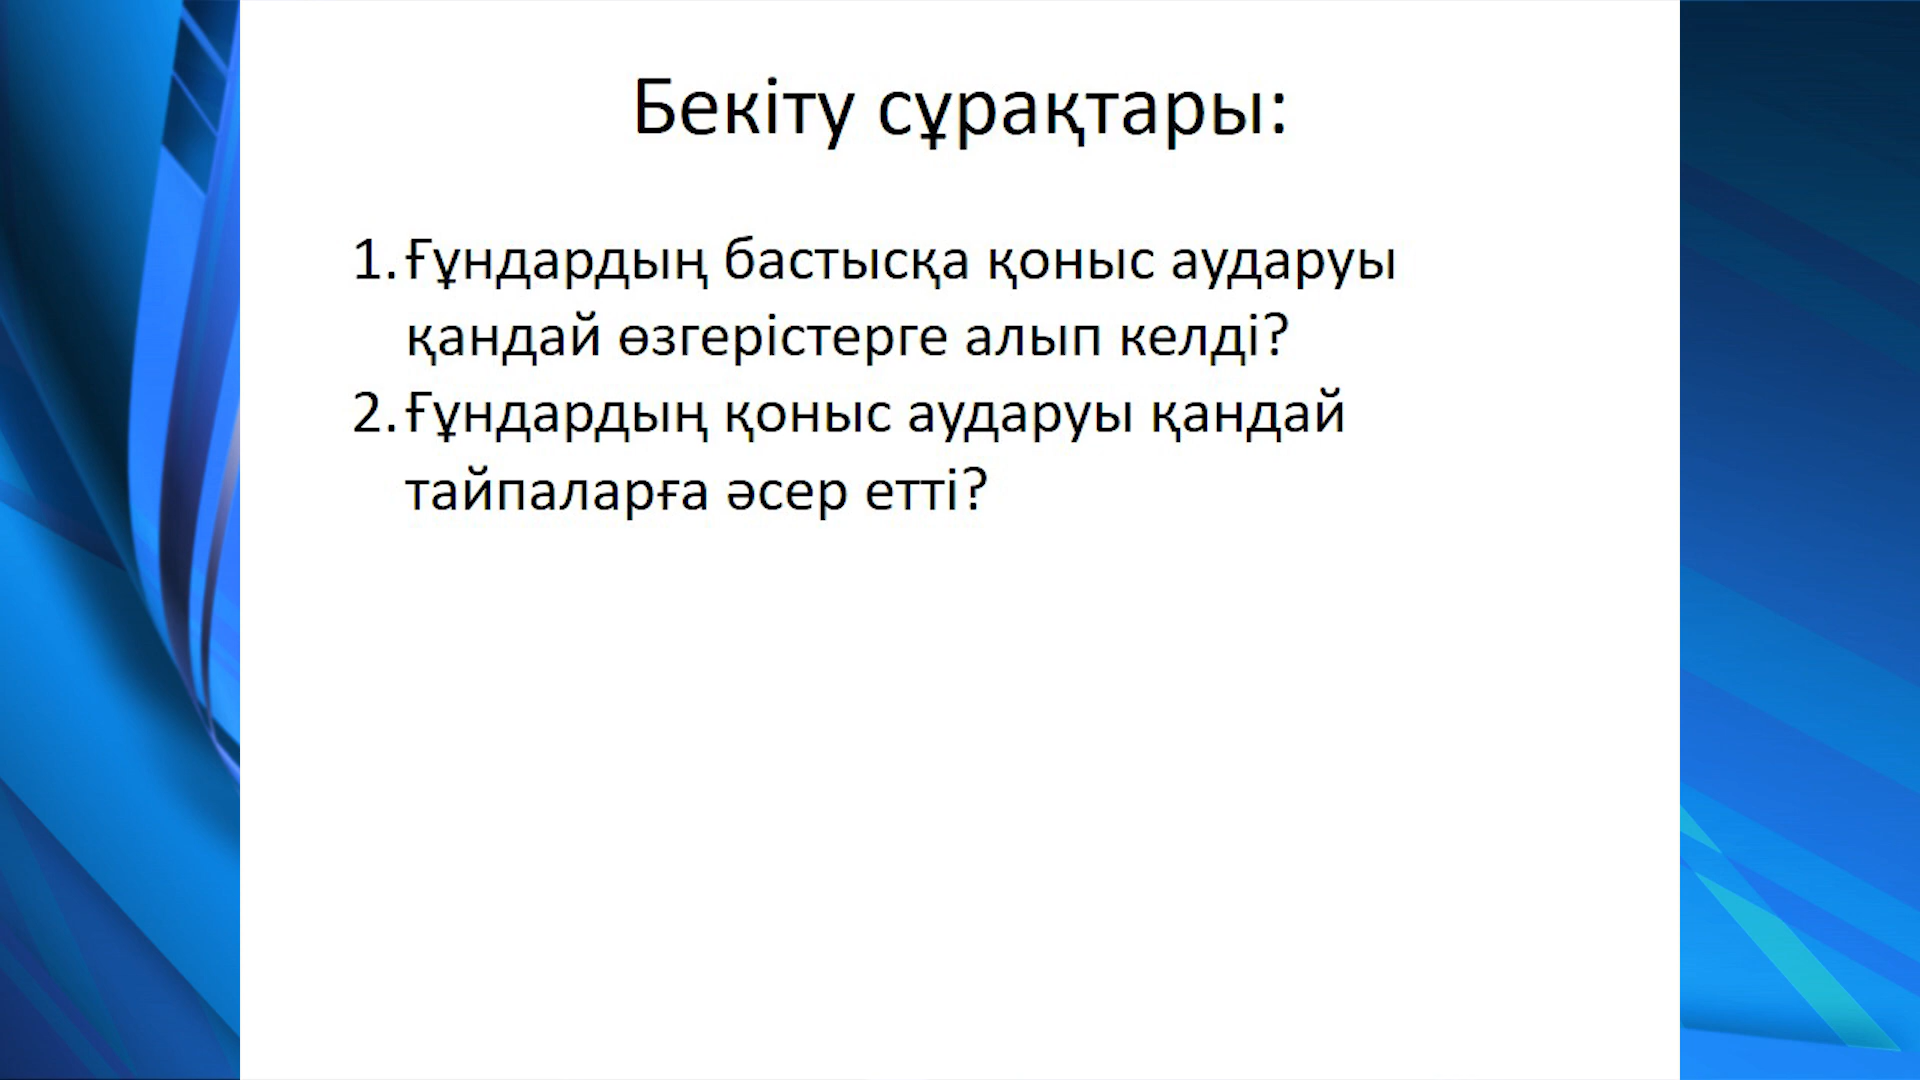 Бекіту сұрақтары:
1. Ғұндардың бастысқа қоныс аударуы
қандай өзгерістерге алып келді?
2. Ғұндардың қоныс аударуы қандай
тайпаларға әсер етті?